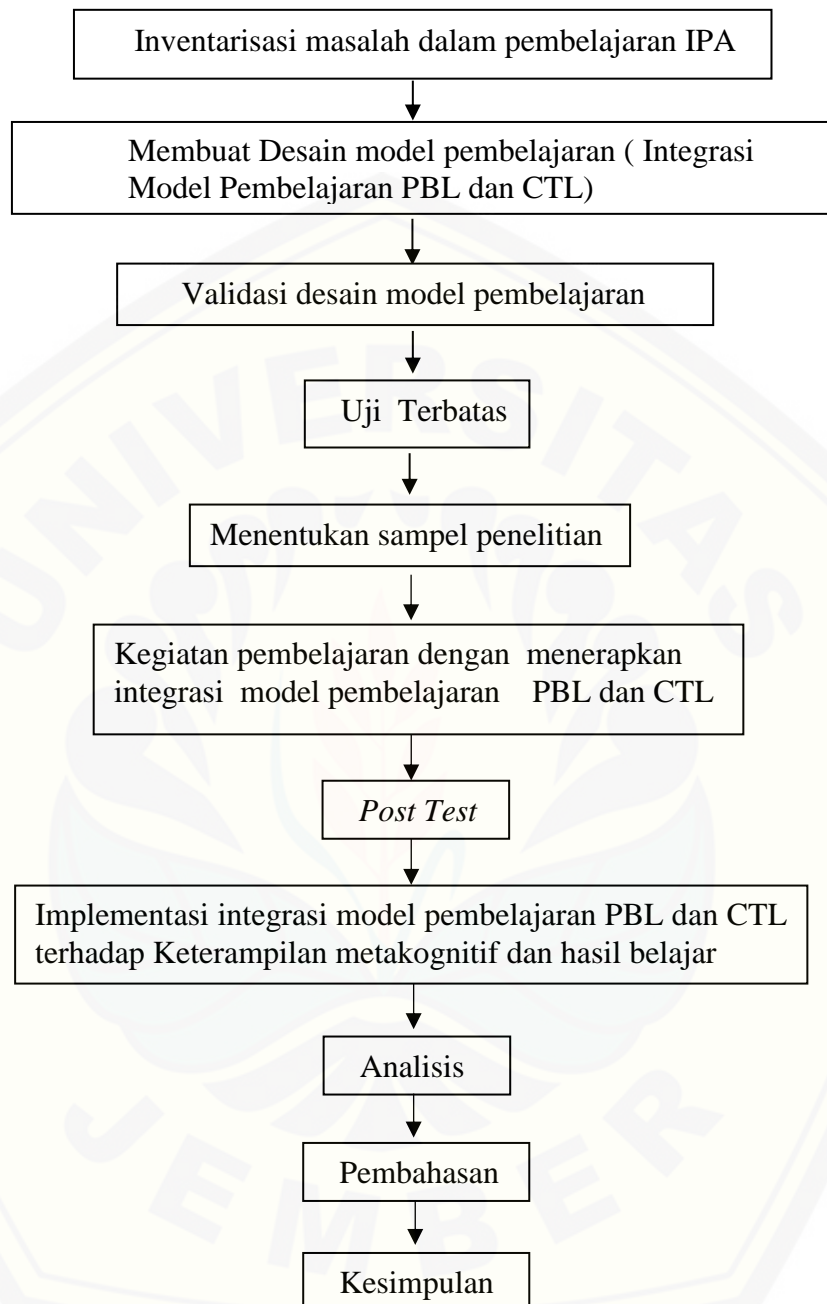 Inventarisasi masalah dalam pembelajaran IPA
Membuat Desain model pembelajaran ( Integrasi
Model Pembelajaran PBL dan CTL)
Validasi desain model pembelajaran
Uji Terbatas
Menentukan sampel penelitian
Kegiatan pembelajaran dengan menerapkan
integrasi model pembelajaran PBL dan CTL
Post Test
Implementasi integrasi model pembelajaran PBL dan CTL
terhadap Keterampilan metakognitif dan hasil belajar
Analisis
Pembahasan
Kesimpulan
UNIVERSITAS
JEMBER